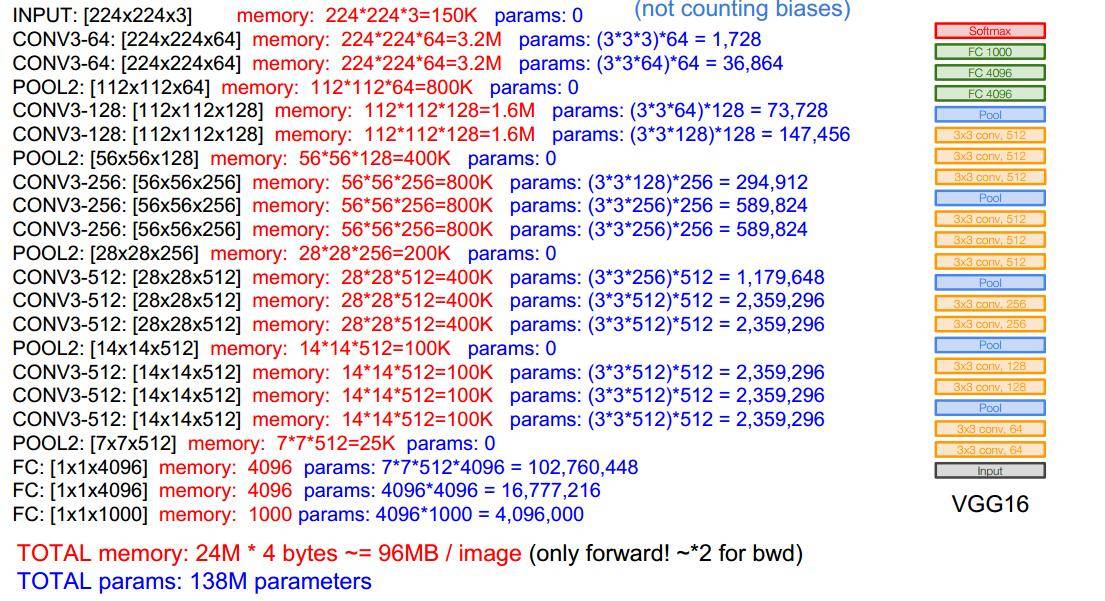 (not counting biases)
INPUT: [224x224x3] memory: 224*224*3=150K params: 0
CONV3-64: [224x224x64] memory: 224*224*64=3.2M params: (3*3*3)*64 = 1,728
CONV3-64: [224x224x64] memory: 224*224*64=3.2M params: (3*3*64)*64 = 36,864
POOL2: [112x112x64] memory: 112*112*64=800K params: 0
CONV3-128: [112x112x128] memory: 112*112*128=1.6M params: (3*3*64)*128 = 73,728
CONV3-128: [112x112x128] memory: 112*112*128=1.6M params: (3*3*128)*128 = 147,456
POOL2: [56x56x128] memory: 56*56*128=400K params: 0
CONV3-256: [56x56x256] memory: 56*56*256=800K params: (3*3*128)*256 = 294,912
CONV3-256: [56x56x256] memory: 56*56*256=800K params: (3*3*256)*256 = 589,824
CONV3-256: [56x56x256] memory: 56*56*256=800K params: (3*3*256)*256 = 589,824
POOL2: [28x28x256] memory: 28*28*256=200K params: 0
CONV3-512: [28x28x512] memory: 28*28*512=400K params: (3*3*256)*512 = 1,179,648
CONV3-512: [28x28x512] memory: 28*28*512=400K params: (3*3*512)*512 = 2,359,296
CONV3-512: [28x28x512] memory: 28*28*512=400K params: (3*3*512)*512 = 2,359,296
POOL2: [14x14x512] memory: 14*14*512=100K params: 0
CONV3-512: [14x14x512] memory: 14*14*512=100K params: (3*3*512)*512 = 2,359,296
CONV3-512: [14x14x512] memory: 14*14*512=100K params: (3*3*512)*512 = 2,359,296
CONV3-512: [14x14x512] memory: 14*14*512=100K params: (3*3*512)*512 = 2,359,296
POOL2: [7x7x512] memory: 7*7*512=25K params: 0
FC: [1x1x4096] memory: 4096 params: 7*7*512*4096 = 102,760,448
FC: [1x1x4096] memory: 4096 params: 4096*4096 = 16,777,216
FC: [1x1x1000] memory: 1000 params: 4096*1000 = 4,096,000
TOTAL memory: 24M * 4 bytes ~= 96MB / image (only forward! ~*2 for bwd)
TOTAL params: 138M parameters
Softmax
FC 1000
FC 4096
FC 4096
Pool
3x3 conv, 512
3x3 conv, 512
3x3 conv, 512
Pool
3x3 conv, 512
3x3 conv, 512
3x3 conv, 512
Pool
3x3 conv, 256
3x3 conv, 256
Pool
3x3 conv, 128
3x3 conv, 128
Pool
3x3 conv, 64
3x3 conv, 64
Input
VGG16